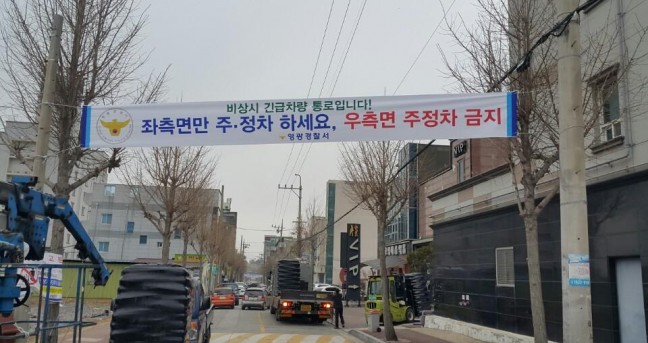 비상시 긴급차량 통로입니다!
좌측면만 주·정차 하세요, 우측면 주정차 금지
영광경찰서
VIP